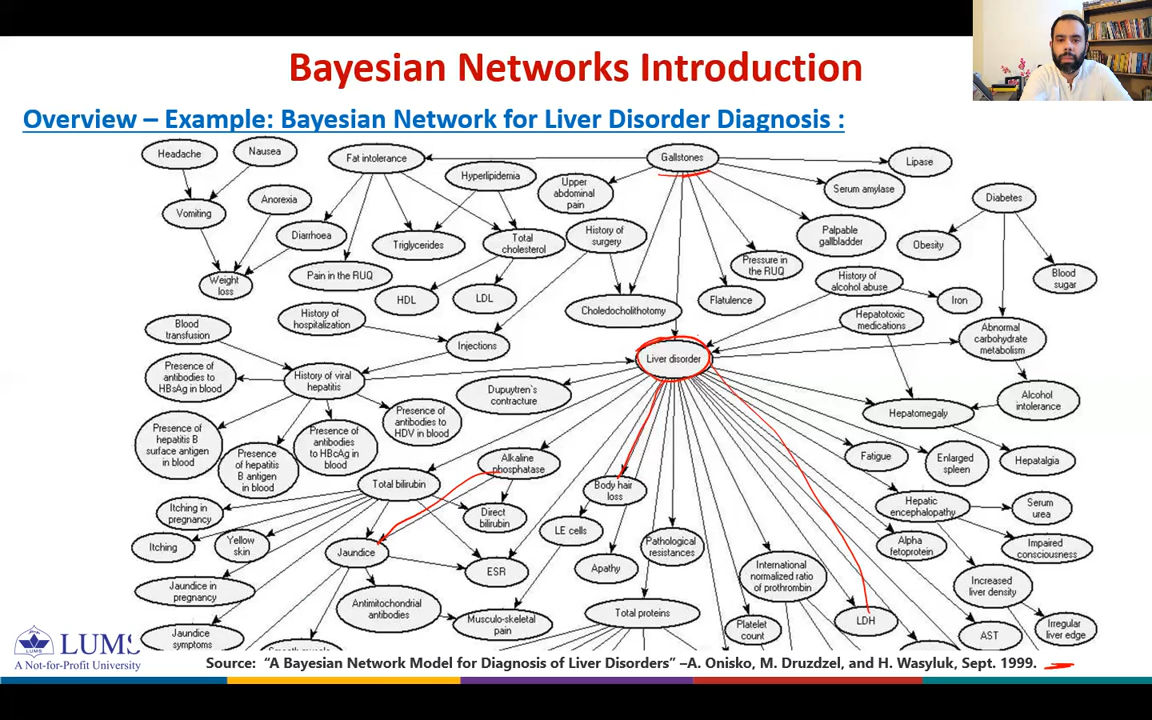 Bayesian Networks Introduction
Overview – Example: Bayesian Network for Liver Disorder Diagnosis :
Headache
Nausea
Fat intolerance
Gallstones
Lipase
Hyperlipidemia
Upper
abdominal
pain
Serum amylase
Anorexia
Vomiting
Diabetes
Diarrhoea
Triglycerides
Total
cholesterol
History of
surgery
Palpable
gallbladder
Obesity
Pain in the RUQ
Pressure in
the RUQ
Weight
loss
HDL
LDL
Choledocholithotomy
Flatulence
History of
alcohol abuse
Iron
Blood
sugar
History of
hospitalization
Hepatotoxic
medications
Blood
transfusion
Injections
Liver disorder
Abnormal
carbohydrate
metabolism
Presence of
antibodies to
HBsAg in blood
History of viral
hepatitis
Dupuytren`s
contracture
Alcohol
intolerance
Presence of
antibodies to
HDV in blood
Hepatomegaly
Presence of
hepatitis B
surface antigen
in blood
Presence
of hepatitis
B antigen
in blood
Presence of
antibodies
to HBcAg in
blood
Alkaline
phosphatase
Fatigue
Enlarged
spleen
Hepatalgia
Total bilirubin
Body hair
loss
Itching in
pregnancy
Direct
bilirubin
LE cells
Hepatic
encephalopathy
Serum
urea
Itching
Yellow
skin
Jaundice
Pathological
resistances
Alpha
fetoprotein
Impaired
consciousness
ESR
Apathy
International
normalized ratio
of prothrombin
Increased
liver density
Jaundice in
pregnancy
Antimitochondrial
antibodies
Musculo-skeletal
pain
Total proteins
Platelet
count
LDH
AST
Irregular
liver edge
Jaundice
symptoms
LUMS
A Not-for-Profit University
Source: “A Bayesian Network Model for Diagnosis of Liver Disorders” –A. Onisko, M. Druzdzel, and H. Wasyluk, Sept. 1999.